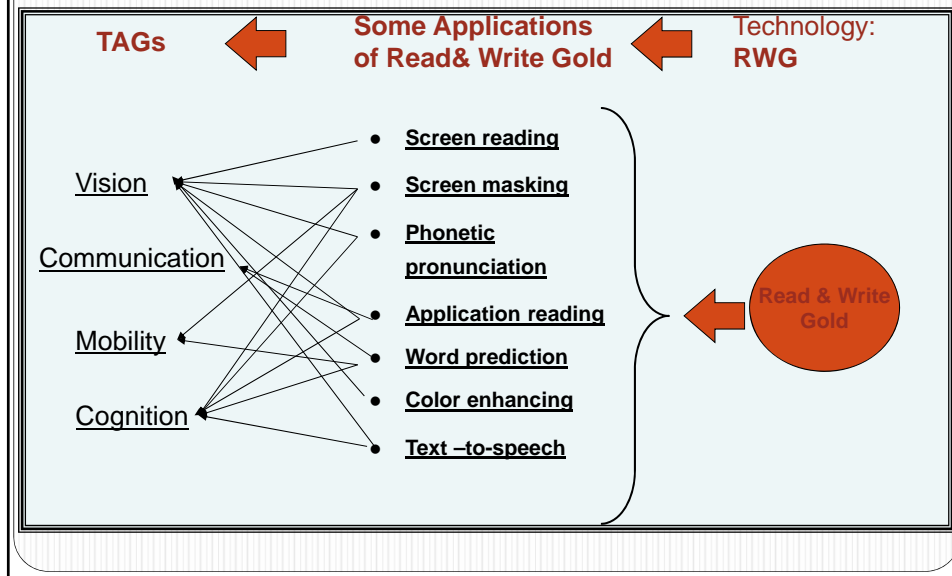 TAGs
Some Applications
of Read& Write Gold
Technology:
RWG
Vision
Communication
Mobility
Cognition
• Screen reading
• Screen masking
• Phonetic
pronunciation
• Application reading
• Word prediction
• Color enhancing
• Text –to-speech
Read & Write
Gold